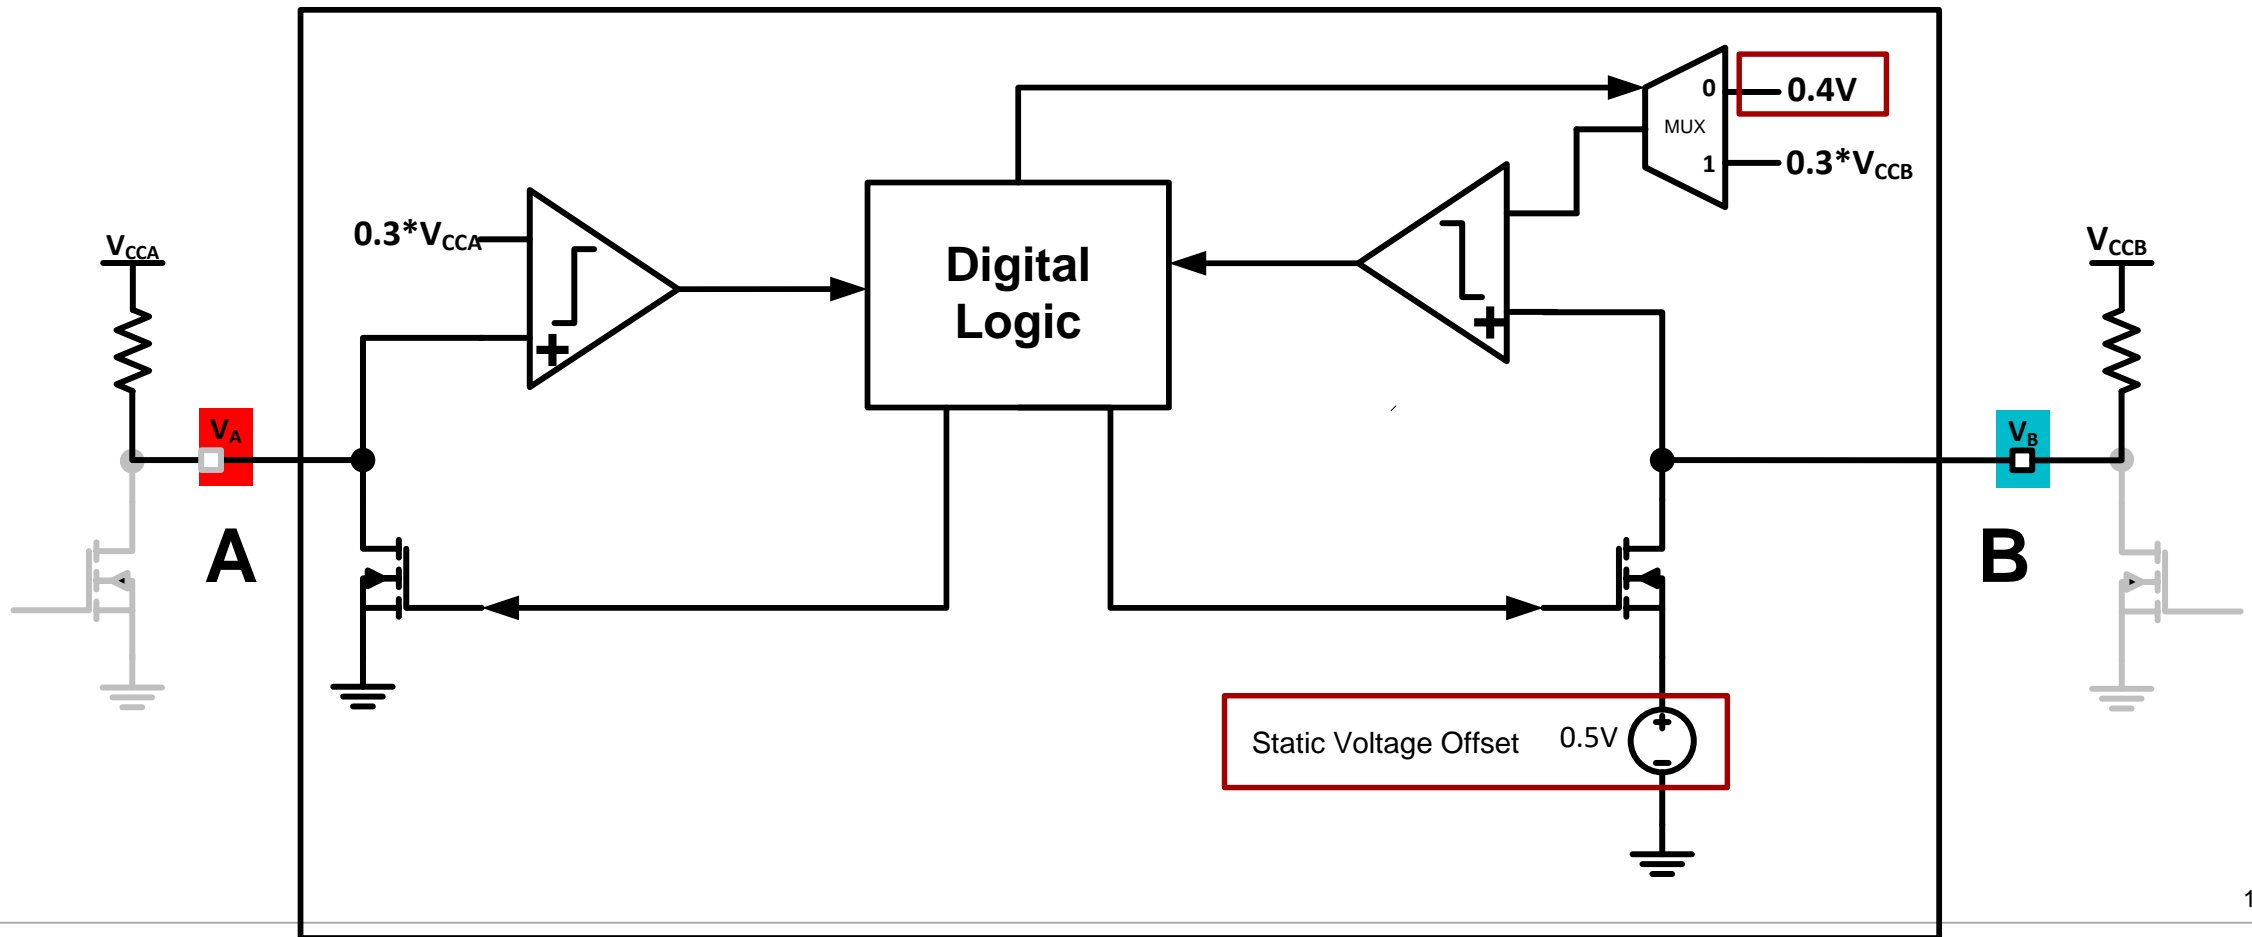 0
0.4V
MUX
1
0.3*VCCB
0.3*VCCA
VCCA
VCCB
Digital
Logic
+
+
VA
VB
A
B
Static Voltage Offset
0.5V
+
−
1